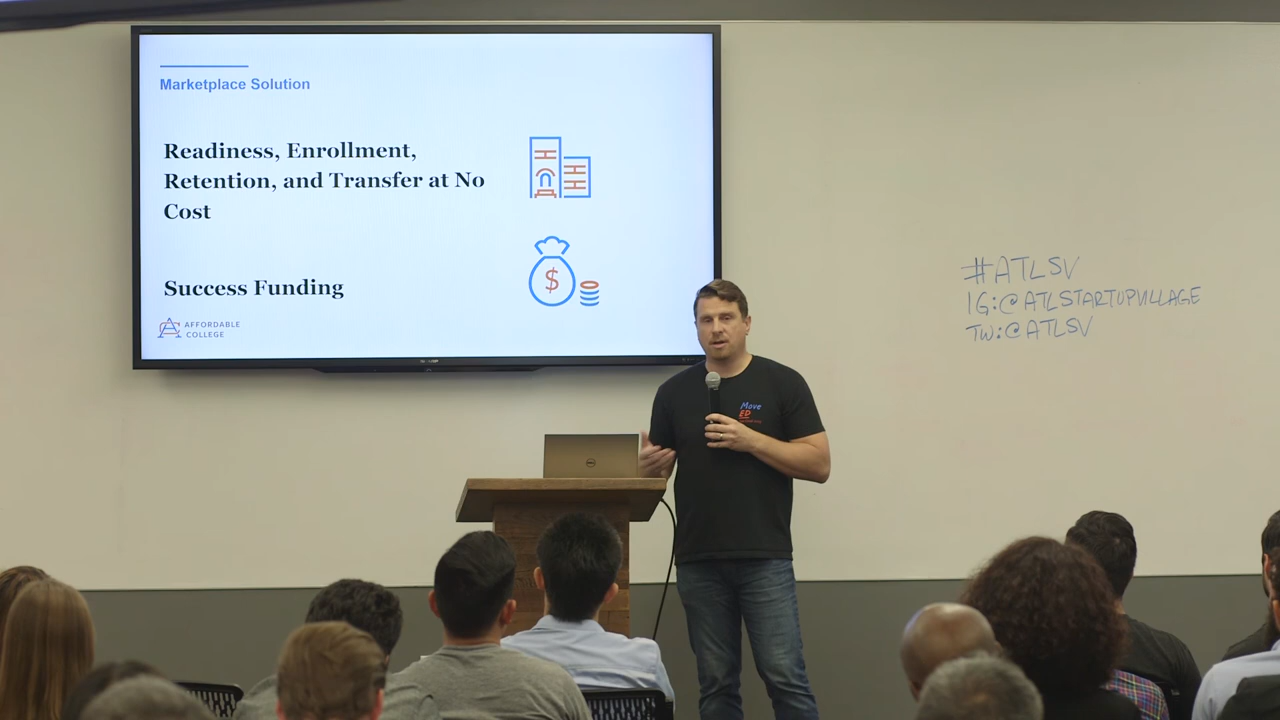 Marketplace Solution
Readiness, Enrollment,
Retention, and Transfer at No
Cost
$
Success Funding
AFFORDABLE
COLLEGE
#ATLSV
IG:@ATLSTARTUPVILLAGE
TW:@ATLSV
Move
ED
DELL